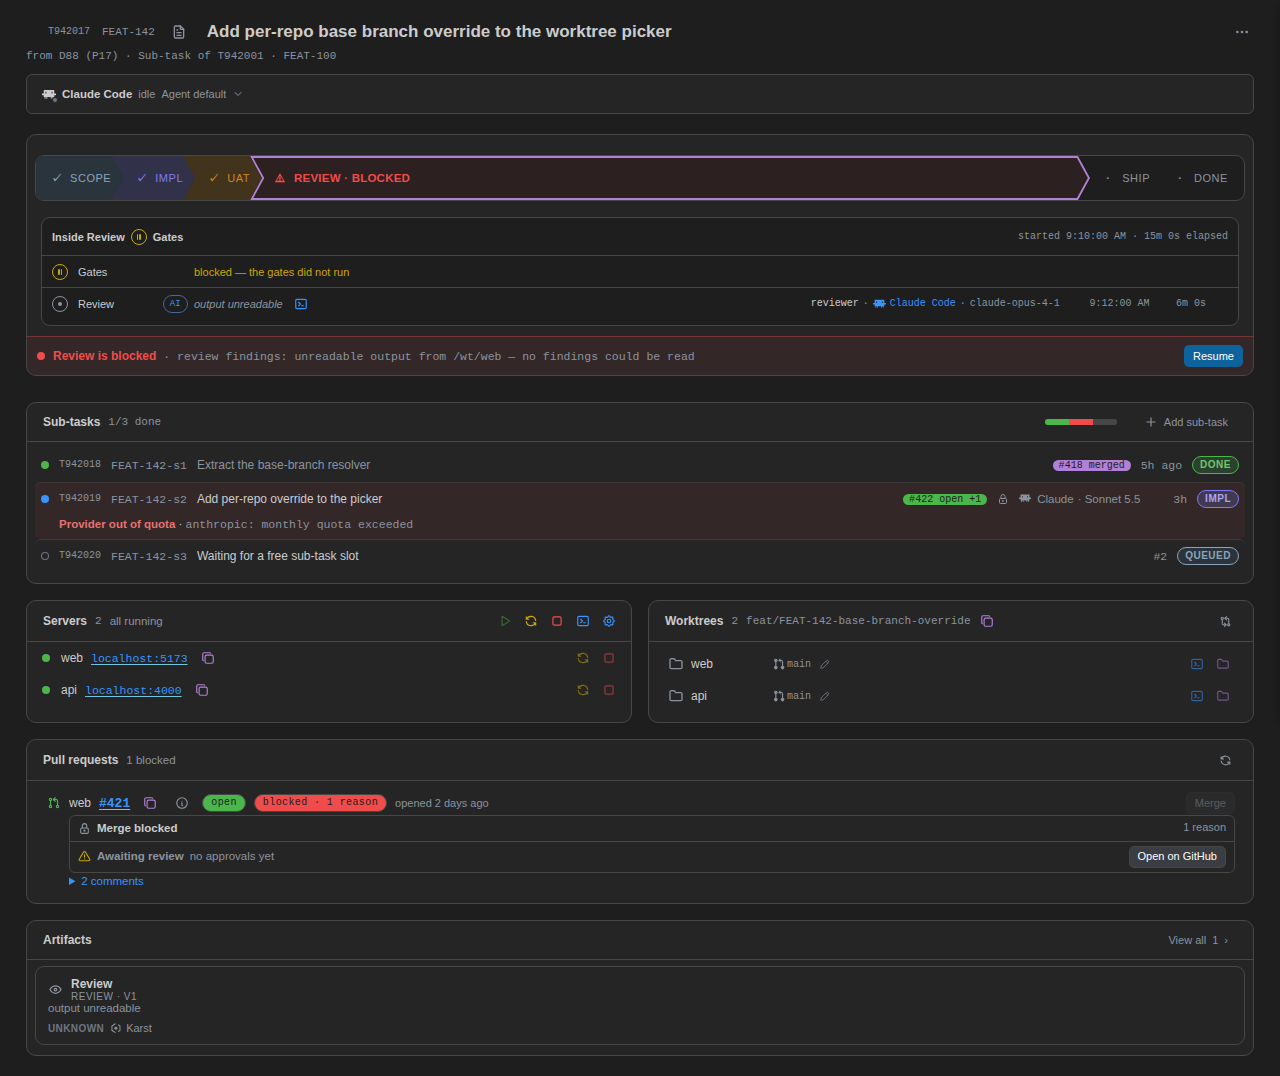 T942017 FEAT-142 Add per-repo base branch override to the worktree picker
from D88 (P17) · Sub-task of T942001 · FEAT-100
Claude Code idle Agent default
SCOPE IMPL UAT REVIEW · BLOCKED · SHIP · DONE
Inside Review Gates started 9:10:00 AM · 15m 0s elapsed
Gates blocked — the gates did not run
Review AI output unreadable reviewer · Claude Code · claude-opus-4-1 9:12:00 AM 6m 0s
Review is blocked · review findings: unreadable output from /wt/web — no findings could be read Resume
Sub-tasks 1/3 done Add sub-task
T942018 FEAT-142-s1 Extract the base-branch resolver #418 merged 5h ago DONE
T942019 FEAT-142-s2 Add per-repo override to the picker #422 open +1 Claude · Sonnet 5.5 3h IMPL
Provider out of quota · anthropic: monthly quota exceeded
T942020 FEAT-142-s3 Waiting for a free sub-task slot #2 QUEUED
Servers 2 all running
web localhost:5173
api localhost:4000
Worktrees 2 feat/FEAT-142-base-branch-override
web main
api main
Pull requests 1 blocked
web #421 open blocked · 1 reason opened 2 days ago Merge
Merge blocked 1 reason
Awaiting review no approvals yet Open on GitHub
2 comments
Artifacts View all 1 ›
Review
REVIEW · V1
output unreadable
UNKNOWN Karst